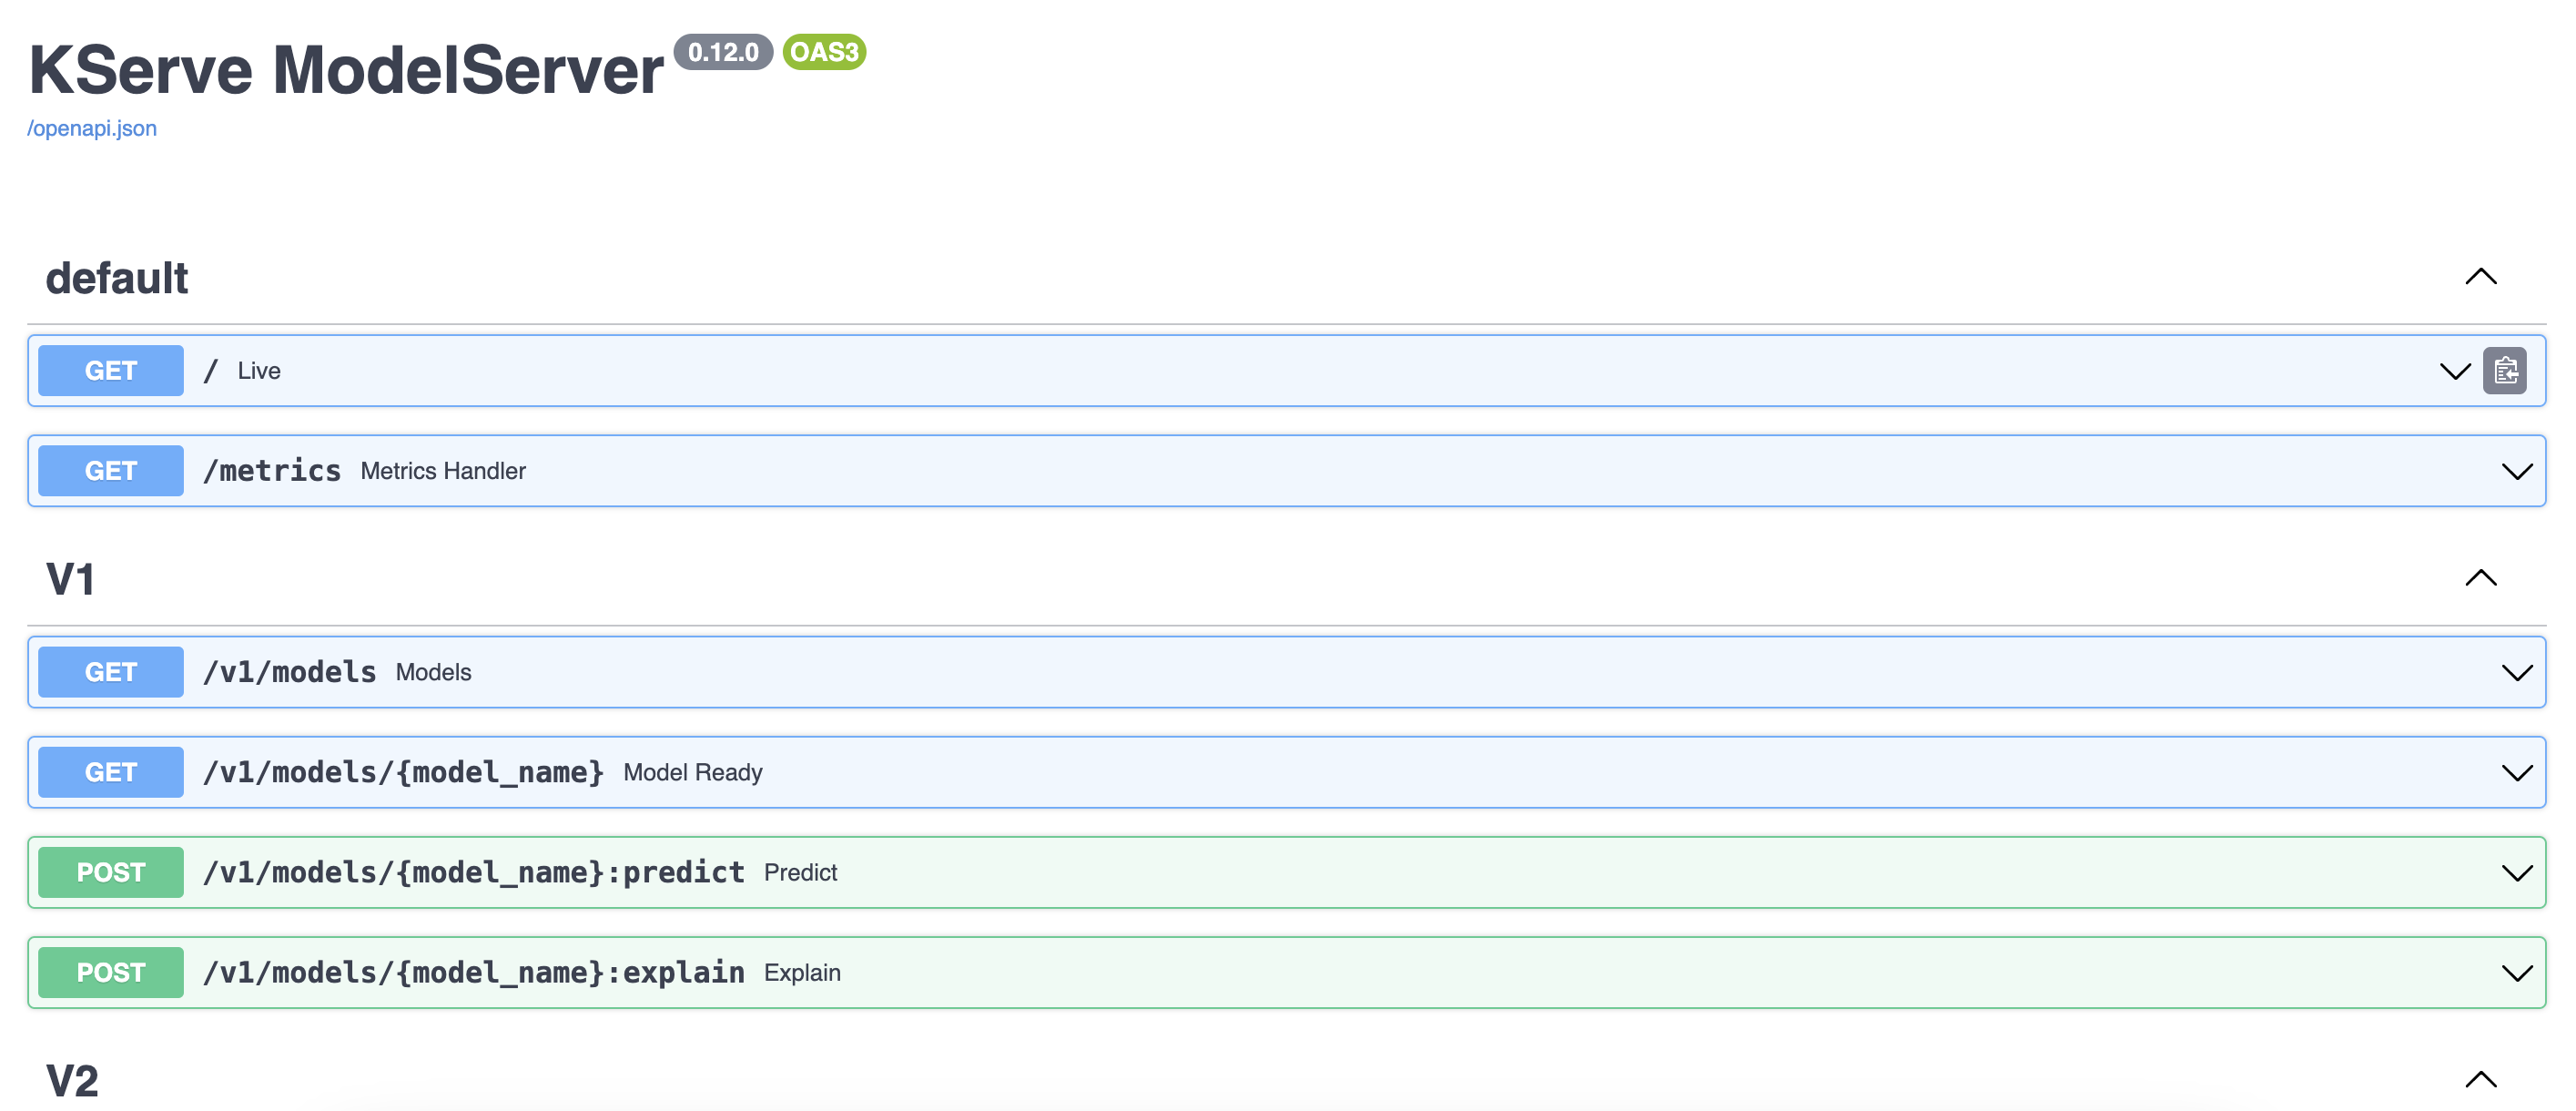 KServe ModelServer 0.12.0 OAS3
/openapi.json
default
GET / Live
GET /metrics Metrics Handler
V1
GET /v1/models Models
GET /v1/models/{model_name} Model Ready
POST /v1/models/{model_name}:predict Predict
POST /v1/models/{model_name}:explain Explain
V2